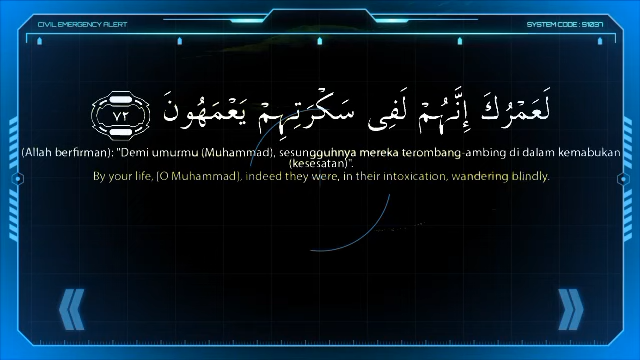 CIVIL EMERGENCY ALERT
SYSTEM CODE : S1037
لَعَمْرُكَ إِنَّهُمْ لَفِى سَكْرَتِهِمْ يَعْمَهُونَ ٧٢
(Allah berfirman): "Demi umurmu (Muhammad), sesungguhnya mereka terombang-ambing di dalam kemabukan
(kesesatan)".
By your life, [O Muhammad], indeed they were, in their intoxication, wandering blindly.